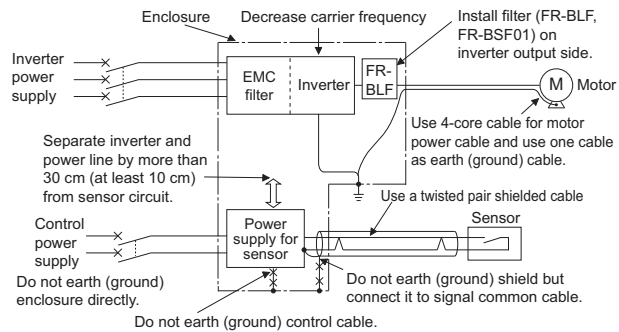 Enclosure
Decrease carrier frequency
Install filter (FR-BLF,
FR-BSF01) on
inverter output side.
Inverter
power
supply
EMC
filter
Inverter
FR-
BLF
M
Motor
Use 4-core cable for motor
power cable and use one cable
as earth (ground) cable.
Separate inverter and
power line by more than
30 cm (at least 10 cm)
from sensor circuit.
Use a twisted pair shielded cable
Control
power
supply
Power
supply for
sensor
Sensor
Do not earth (ground)
enclosure directly.
Do not earth (ground) shield but
connect it to signal common cable.
Do not earth (ground) control cable.